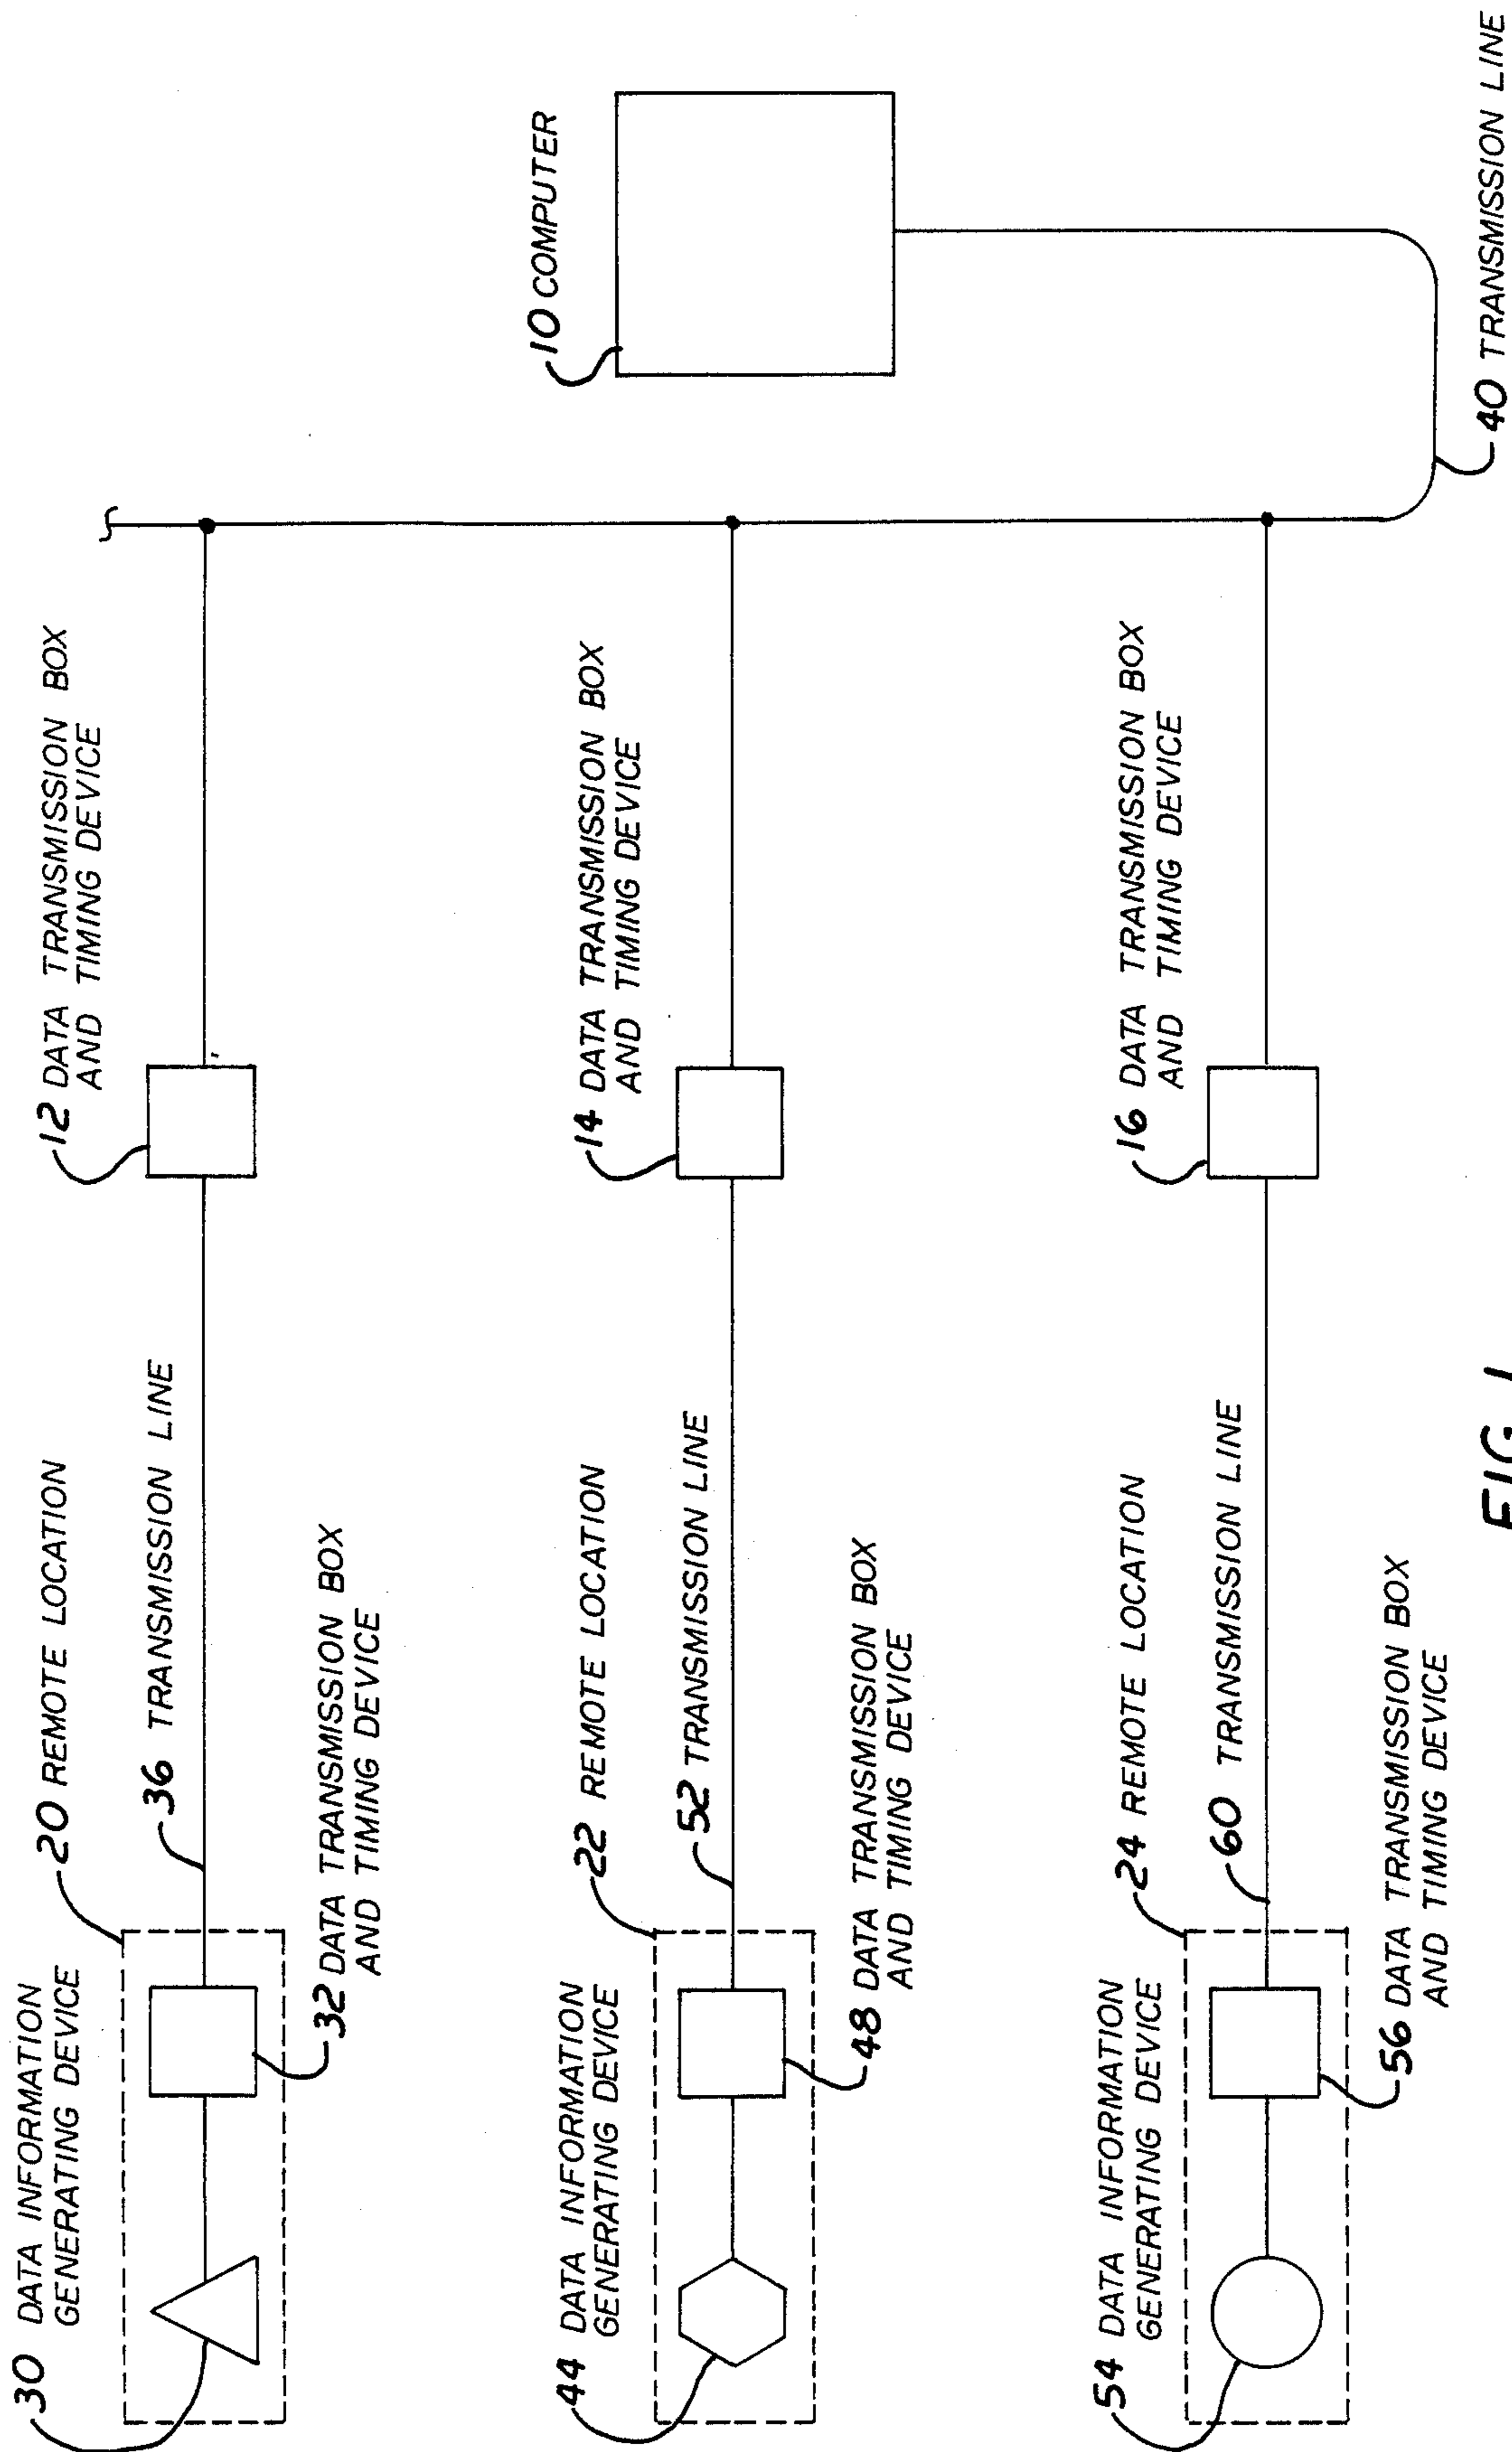 30 DATA INFORMATION
GENERATING DEVICE
20 REMOTE LOCATION
36 TRANSMISSION LINE
32 DATA TRANSMISSION BOX
AND TIMING DEVICE
12 DATA TRANSMISSION BOX
AND TIMING DEVICE
44 DATA INFORMATION
GENERATING DEVICE
22 REMOTE LOCATION
52 TRANSMISSION LINE
48 DATA TRANSMISSION BOX
AND TIMING DEVICE
14 DATA TRANSMISSION BOX
AND TIMING DEVICE
10 COMPUTER
54 DATA INFORMATION
GENERATING DEVICE
24 REMOTE LOCATION
60 TRANSMISSION LINE
56 DATA TRANSMISSION BOX
AND TIMING DEVICE
16 DATA TRANSMISSION BOX
AND TIMING DEVICE
40 TRANSMISSION LINE
FIG. 1